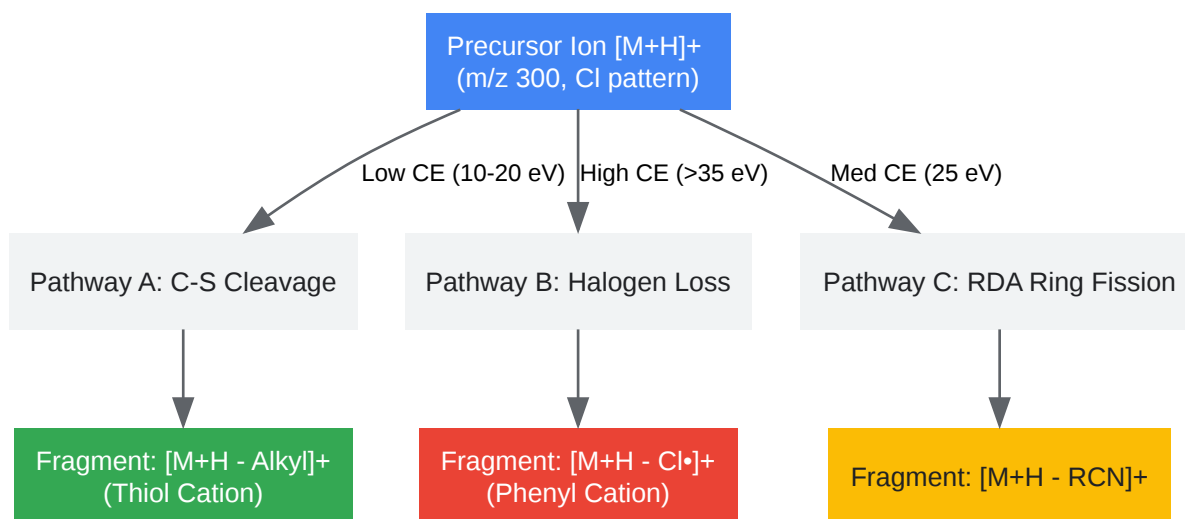 Precursor Ion [M+H]+
(m/z 300, Cl pattern)
Low CE (10-20 eV)
High CE (>35 eV)
Med CE (25 eV)
Pathway A: C-S Cleavage
Pathway B: Halogen Loss
Pathway C: RDA Ring Fission
Fragment: [M+H - Alkyl]+
(Thiol Cation)
Fragment: [M+H - Cl•]+
(Phenyl Cation)
Fragment: [M+H - RCN]+